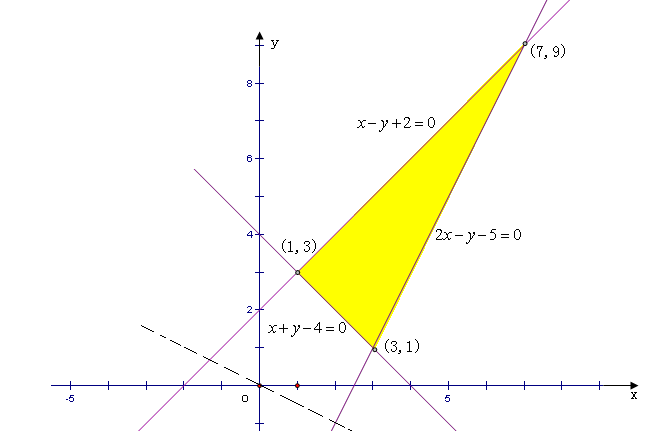 y
(7, 9)
8
x−y+2=0
6
2x−y−5=0
4
(1, 3)
2
x+y−4=0
(3, 1)
-5
0
5
x